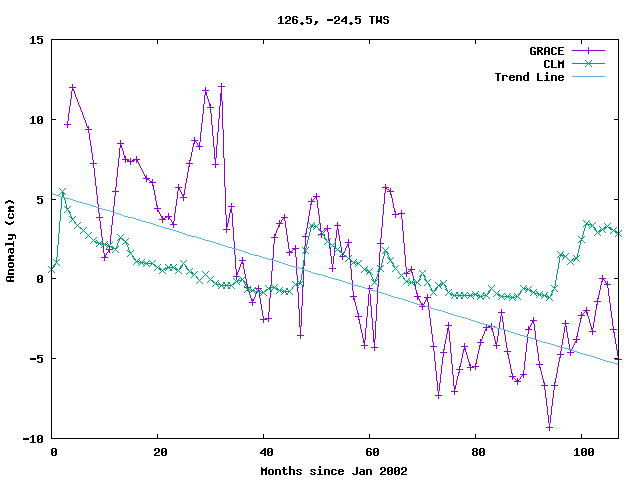 126.5, -24.5 TWS
GRACE
CLM
Trend Line
15
10
5
0
-5
-10
Anomaly (cm)
0 20 40 60 80 100
Months since Jan 2002